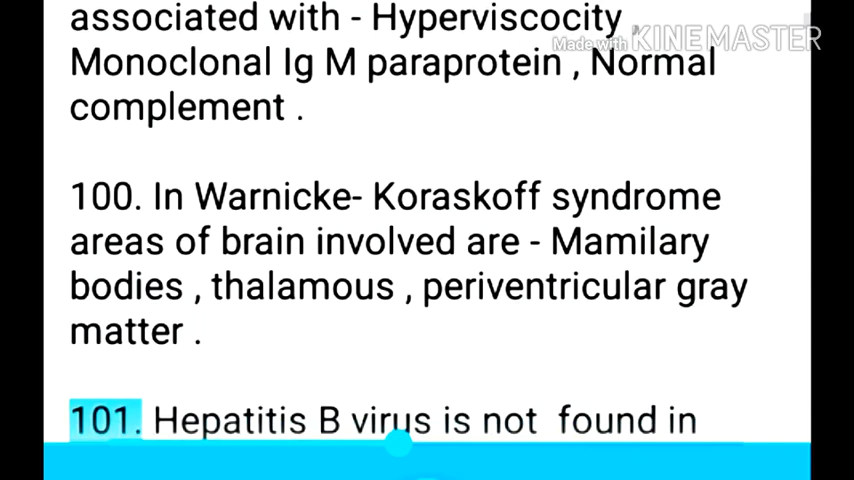 associated with - Hyperviscocity
Made with KINEMASTER
Monoclonal Ig M paraprotein , Normal
complement .
100. In Warnicke- Koraskoff syndrome
areas of brain involved are - Mamilary
bodies , thalamous , periventricular gray
matter .
101. Hepatitis B virus is not found in